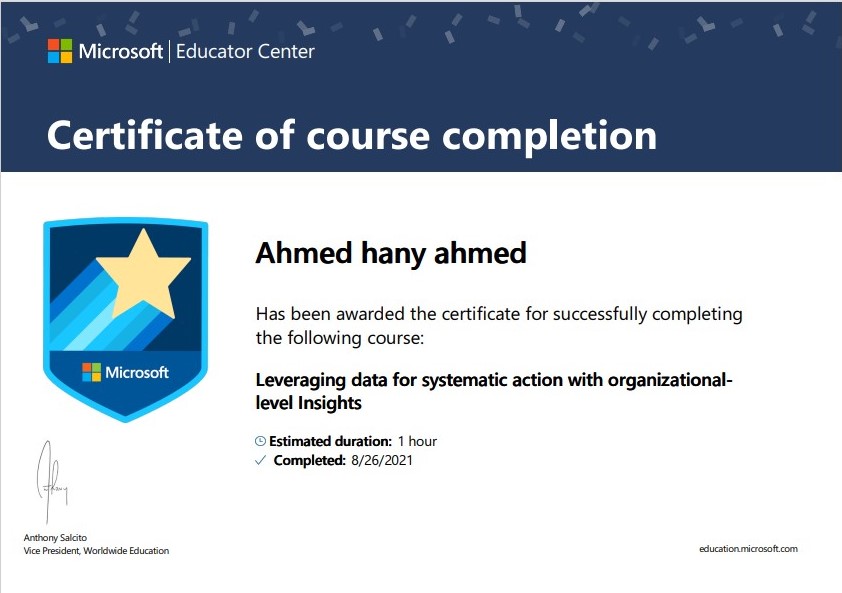 Microsoft | Educator Center
Certificate of course completion
Microsoft
Ahmed hany ahmed
Has been awarded the certificate for successfully completing
the following course:
Leveraging data for systematic action with organizational-
level Insights
Estimated duration: 1 hour
Completed: 8/26/2021
Anthony Salcito
Vice President, Worldwide Education
education.microsoft.com